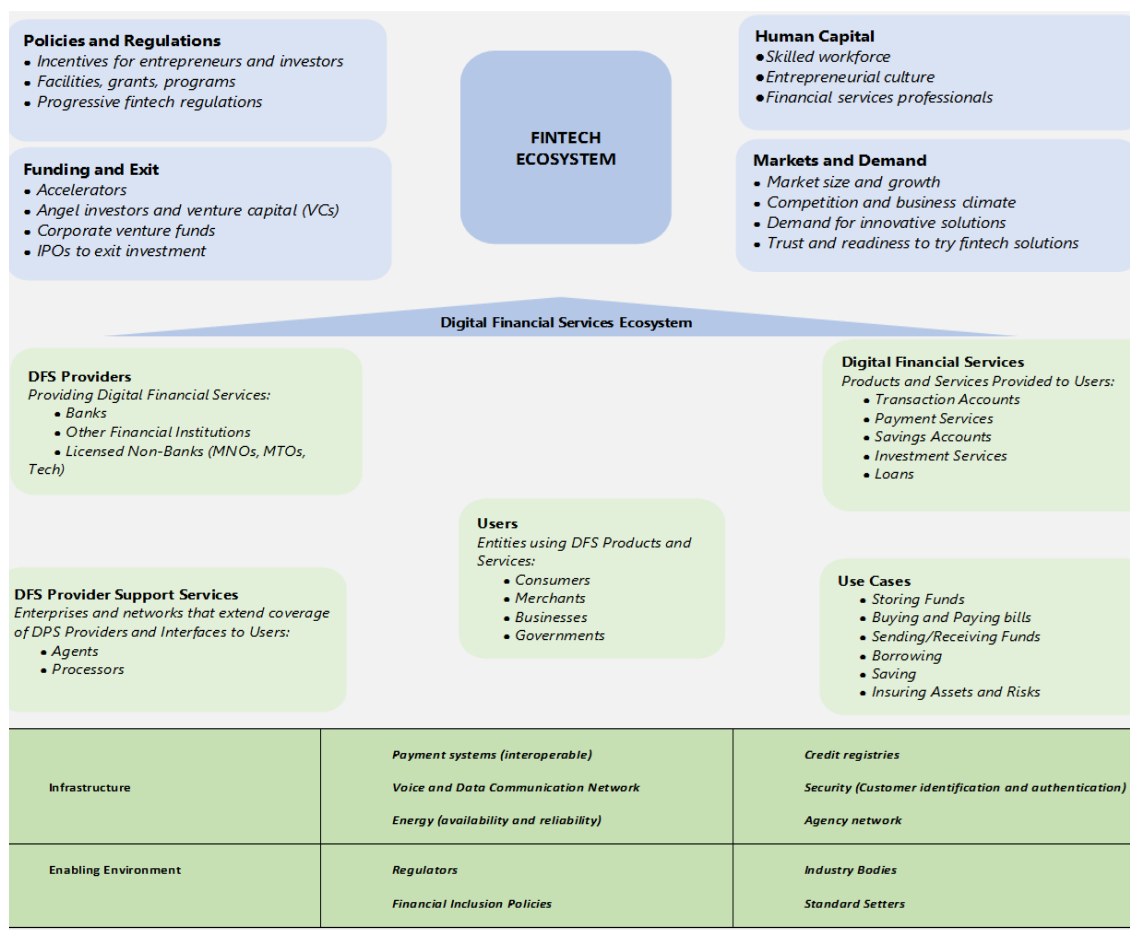 Policies and Regulations
• Incentives for entrepreneurs and investors
• Facilities, grants, programs
• Progressive fintech regulations
Funding and Exit
• Accelerators
• Angel investors and venture capital (VCs)
• Corporate venture funds
• IPOs to exit investment
FINTECH
ECOSYSTEM
Human Capital
●Skilled workforce
●Entrepreneurial culture
●Financial services professionals
Markets and Demand
• Market size and growth
• Competition and business climate
• Demand for innovative solutions
• Trust and readiness to try fintech solutions
Digital Financial Services Ecosystem
DFS Providers
Providing Digital Financial Services:
• Banks
• Other Financial Institutions
• Licensed Non-Banks (MNOs, MTOs,
Tech)
Digital Financial Services
Products and Services Provided to Users:
• Transaction Accounts
• Payment Services
• Savings Accounts
• Investment Services
• Loans
Users
Entities using DFS Products and
Services:
• Consumers
• Merchants
• Businesses
• Governments
DFS Provider Support Services
Enterprises and networks that extend coverage
of DPS Providers and Interfaces to Users:
• Agents
• Processors
Use Cases
• Storing Funds
• Buying and Paying bills
• Sending/Receiving Funds
• Borrowing
• Saving
• Insuring Assets and Risks
Infrastructure
Payment systems (interoperable)
Voice and Data Communication Network
Energy (availability and reliability)
Credit registries
Security (Customer identification and authentication)
Agency network
Enabling Environment
Regulators
Financial Inclusion Policies
Industry Bodies
Standard Setters